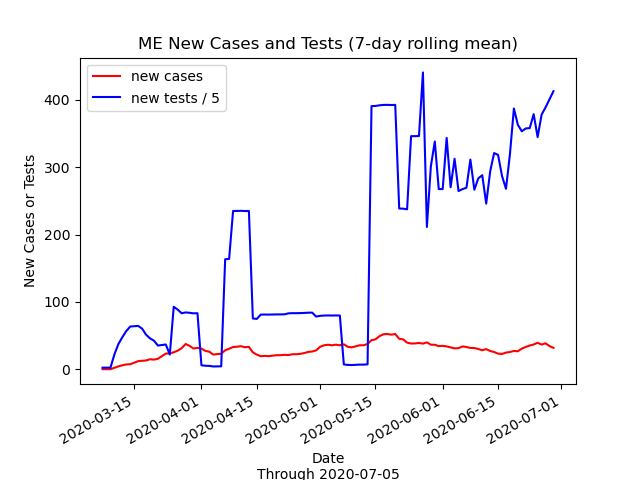 ME New Cases and Tests (7-day rolling mean)
new cases
new tests / 5
New Cases or Tests
400
300
200
100
0
2020-03-15
2020-04-01
2020-04-15
2020-05-01
2020-05-15
2020-06-01
2020-06-15
2020-07-01
Date
Through 2020-07-05